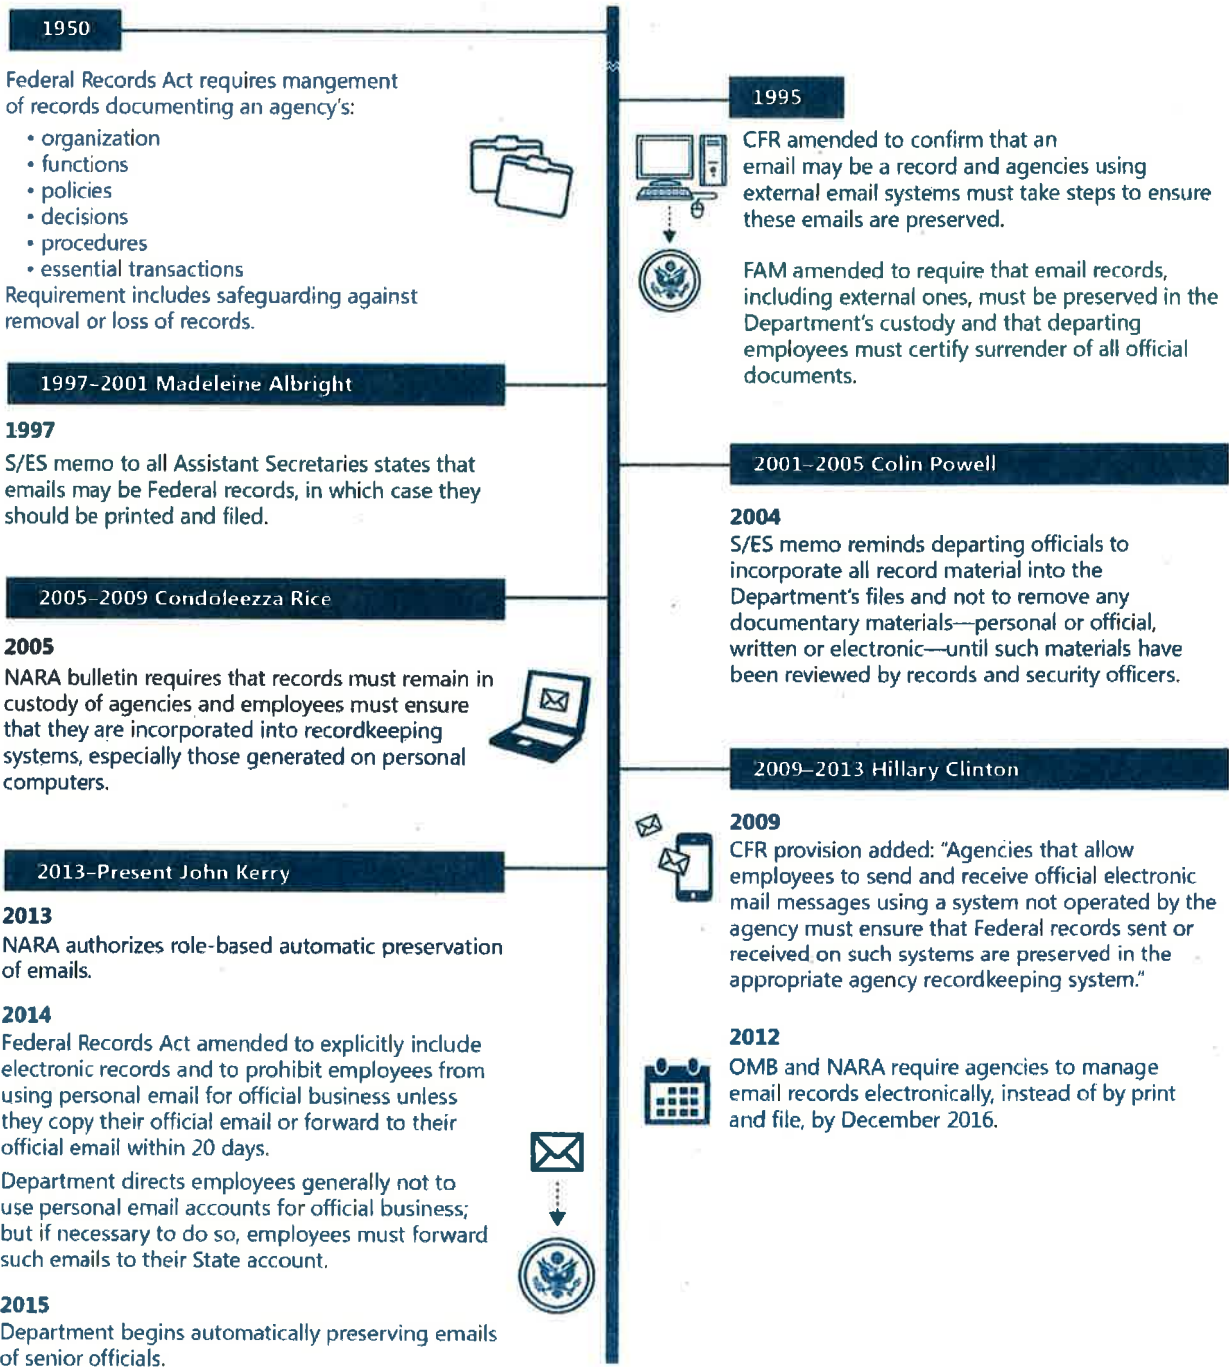 1950
Federal Records Act requires mangement
of records documenting an agency's:
• organization
• functions
• policies
• decisions
• procedures
• essential transactions
Requirement includes safeguarding against
removal or loss of records.
1995
CFR amended to confirm that an
email may be a record and agencies using
external email systems must take steps to ensure
these emails are preserved.
FAM amended to require that email records,
including external ones, must be preserved in the
Department's custody and that departing
employees must certify surrender of all official
documents.
1997–2001 Madeleine Albright
1997
S/ES memo to all Assistant Secretaries states that
emails may be Federal records, in which case they
should be printed and filed.
2001–2005 Colin Powell
2004
S/ES memo reminds departing officials to
incorporate all record material into the
Department's files and not to remove any
documentary materials—personal or official,
written or electronic—until such materials have
been reviewed by records and security officers.
2005–2009 Condoleezza Rice
2005
NARA bulletin requires that records must remain in
custody of agencies and employees must ensure
that they are incorporated into recordkeeping
systems, especially those generated on personal
computers.
2009–2013 Hillary Clinton
2009
CFR provision added: "Agencies that allow
employees to send and receive official electronic
mail messages using a system not operated by the
agency must ensure that Federal records sent or
received on such systems are preserved in the
appropriate agency recordkeeping system."
2012
OMB and NARA require agencies to manage
email records electronically, instead of by print
and file, by December 2016.
2013–Present John Kerry
2013
NARA authorizes role-based automatic preservation
of emails.
2014
Federal Records Act amended to explicitly include
electronic records and to prohibit employees from
using personal email for official business unless
they copy their official email or forward to their
official email within 20 days.
Department directs employees generally not to
use personal email accounts for official business;
but if necessary to do so, employees must forward
such emails to their State account.
2015
Department begins automatically preserving emails
of senior officials.